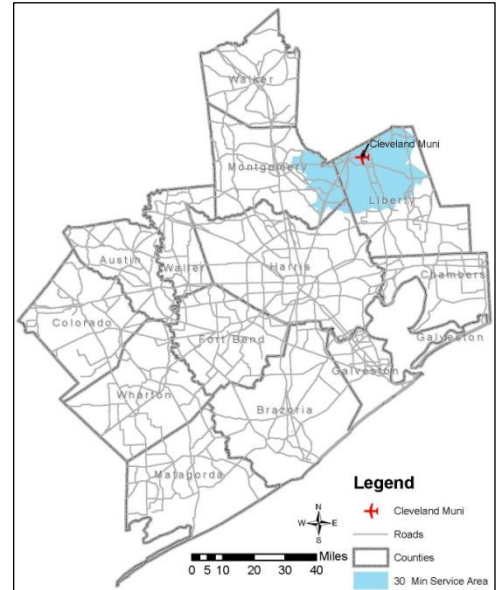 Walker
Cleveland Muni
Montgomery
Liberty
Austin
Waller
Harris
Chambers
Colorado
Fort Bend
Galveston
Galveston
Wharton
Brazoria
Matagorda
Legend
Cleveland Muni
Roads
Counties
30 Min Service Area
N
W E
S
Miles
0 5 10 20 30 40